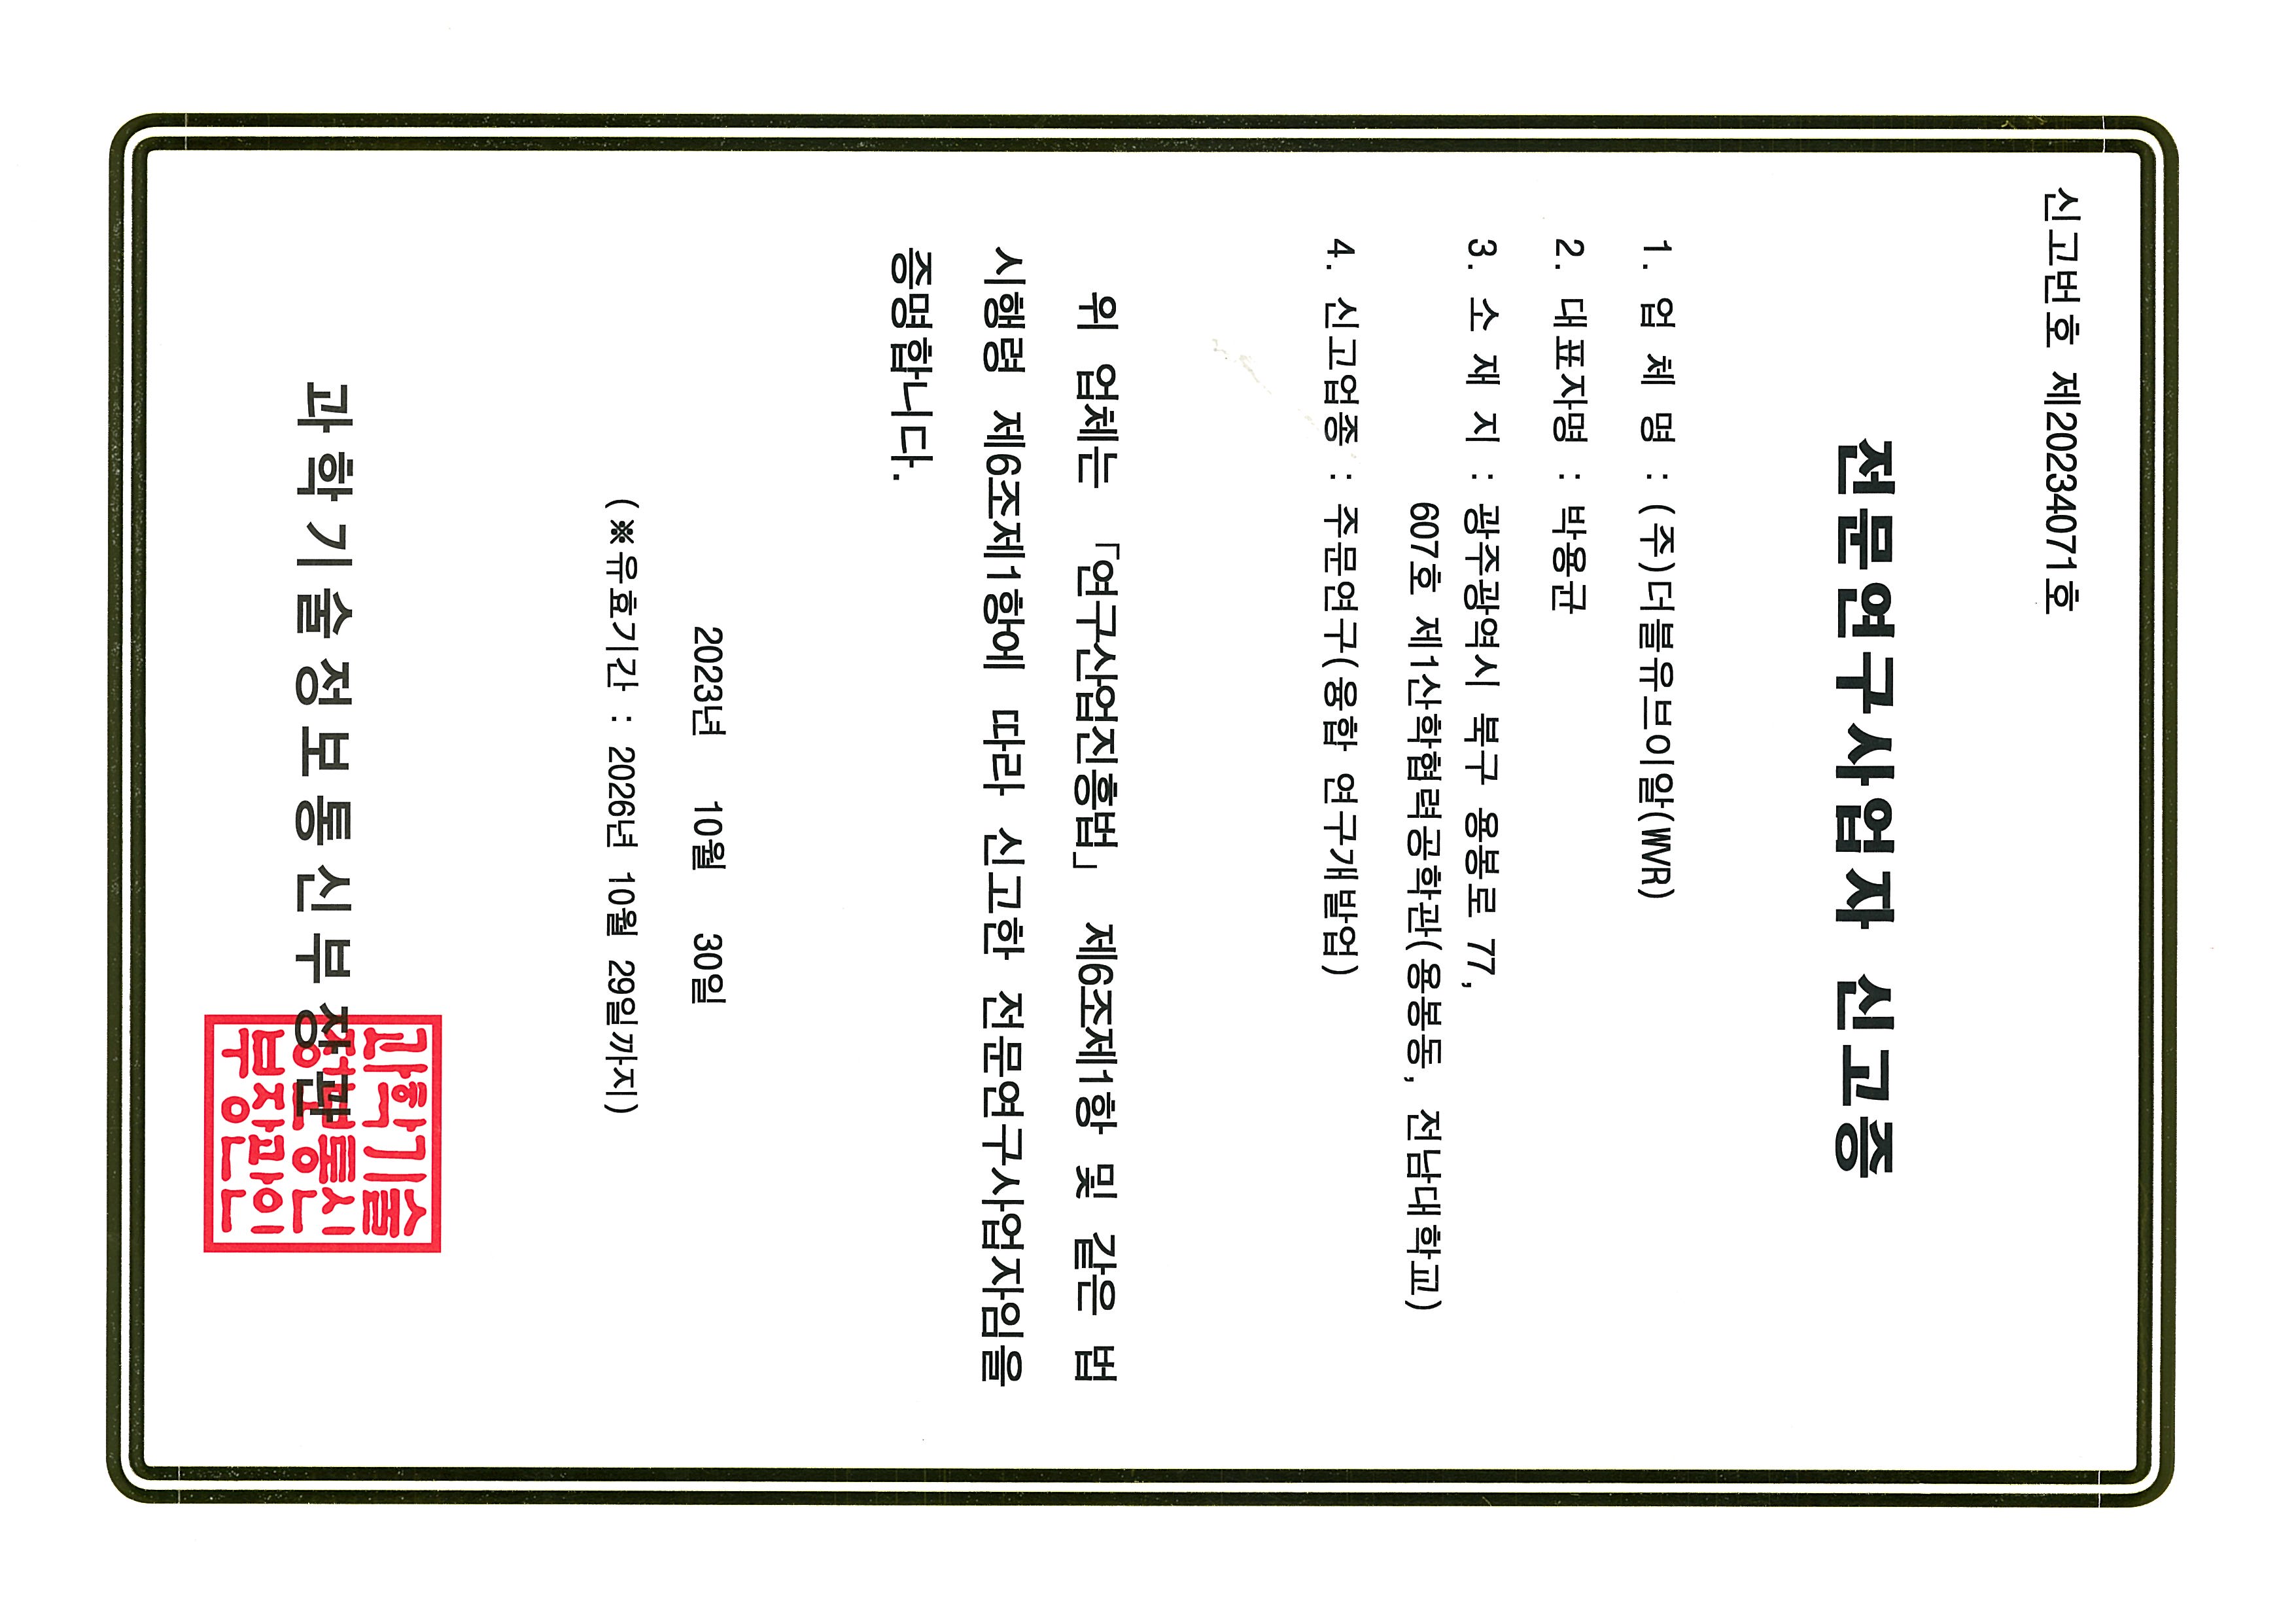 신고번호 제20234071호
전문연구사업자 신고증
1. 업 체 명 : (주)더블유브이알(WVR)
2. 대표자명 : 박용균
3. 소 재 지 : 광주광역시 북구 용봉로 77,
607호 제1산학협력공학관(용봉동, 전남대학교)
4. 신고업종 : 주문연구(융합 연구개발업)
위 업체는 「연구산업진흥법」 제6조제1항 및 같은 법
시행령 제6조제1항에 따라 신고한 전문연구사업자임을
증명합니다.
2023년 10월 30일
(※유효기간 : 2026년 10월 29일까지)
과학기술정보통신부장관
과학기술
정보통신
부장관인